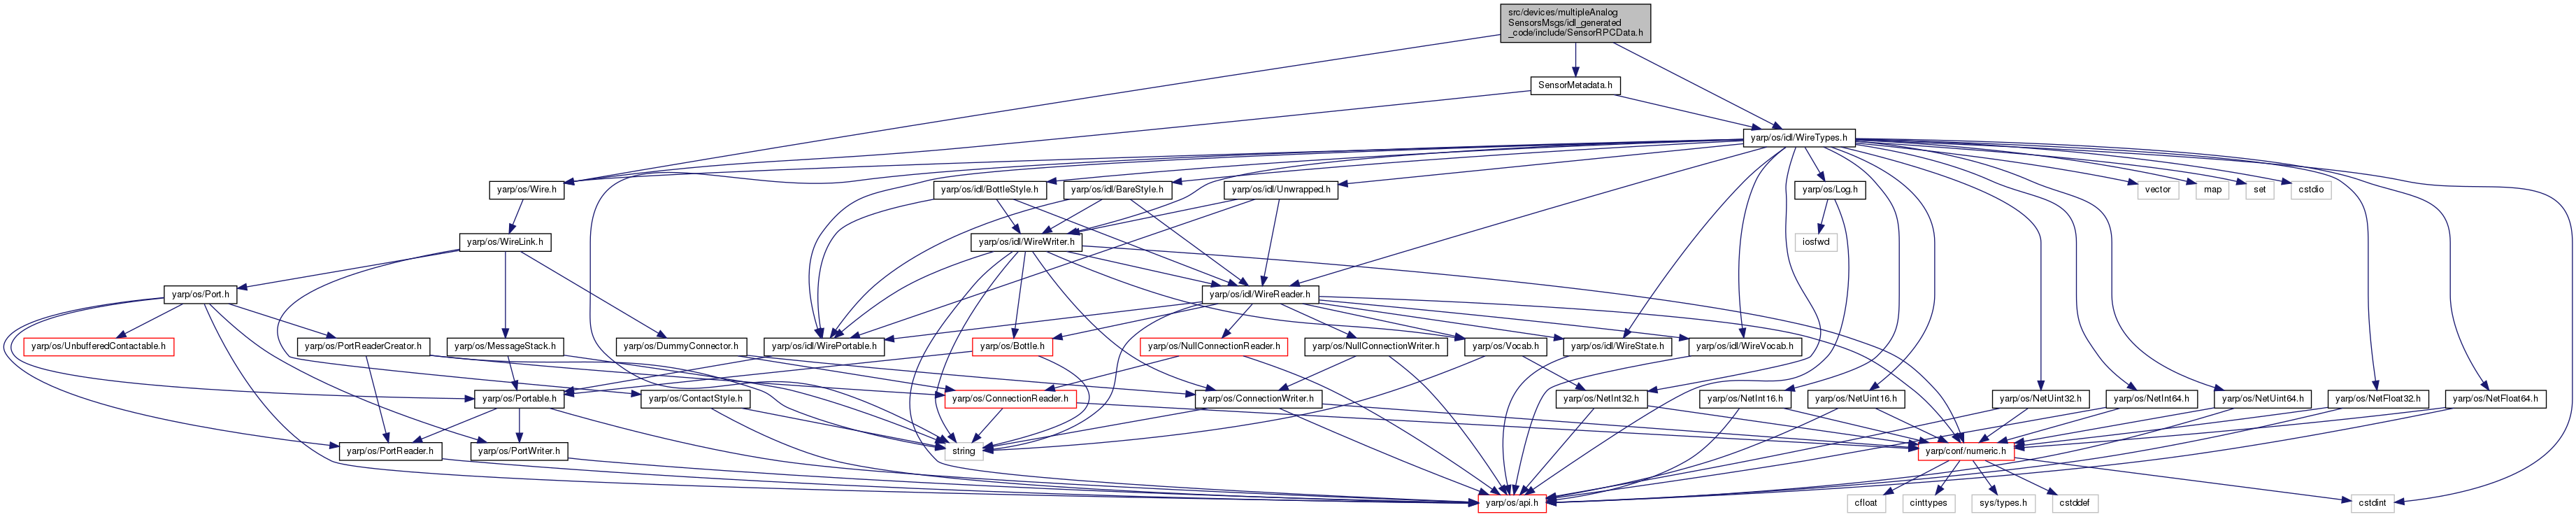 src/devices/multipleAnalog
SensorsMsgs/idl_generated
_code/include/SensorRPCData.h
SensorMetadata.h
yarp/os/idl/WireTypes.h
yarp/os/Wire.h
yarp/os/idl/BottleStyle.h
yarp/os/idl/BareStyle.h
yarp/os/idl/Unwrapped.h
yarp/os/Log.h
vector
map
set
cstdio
yarp/os/WireLink.h
yarp/os/idl/WireWriter.h
iosfwd
yarp/os/Port.h
yarp/os/idl/WireReader.h
yarp/os/UnbufferedContactable.h
yarp/os/PortReaderCreator.h
yarp/os/MessageStack.h
yarp/os/DummyConnector.h
yarp/os/idl/WirePortable.h
yarp/os/Bottle.h
yarp/os/NullConnectionReader.h
yarp/os/NullConnectionWriter.h
yarp/os/Vocab.h
yarp/os/idl/WireState.h
yarp/os/idl/WireVocab.h
yarp/os/Portable.h
yarp/os/ContactStyle.h
yarp/os/ConnectionReader.h
yarp/os/ConnectionWriter.h
yarp/os/NetInt32.h
yarp/os/NetInt16.h
yarp/os/NetUint16.h
yarp/os/NetUint32.h
yarp/os/NetInt64.h
yarp/os/NetUint64.h
yarp/os/NetFloat32.h
yarp/os/NetFloat64.h
yarp/os/PortReader.h
yarp/os/PortWriter.h
string
yarp/conf/numeric.h
yarp/os/api.h
cfloat
cinttypes
sys/types.h
cstddef
cstdint